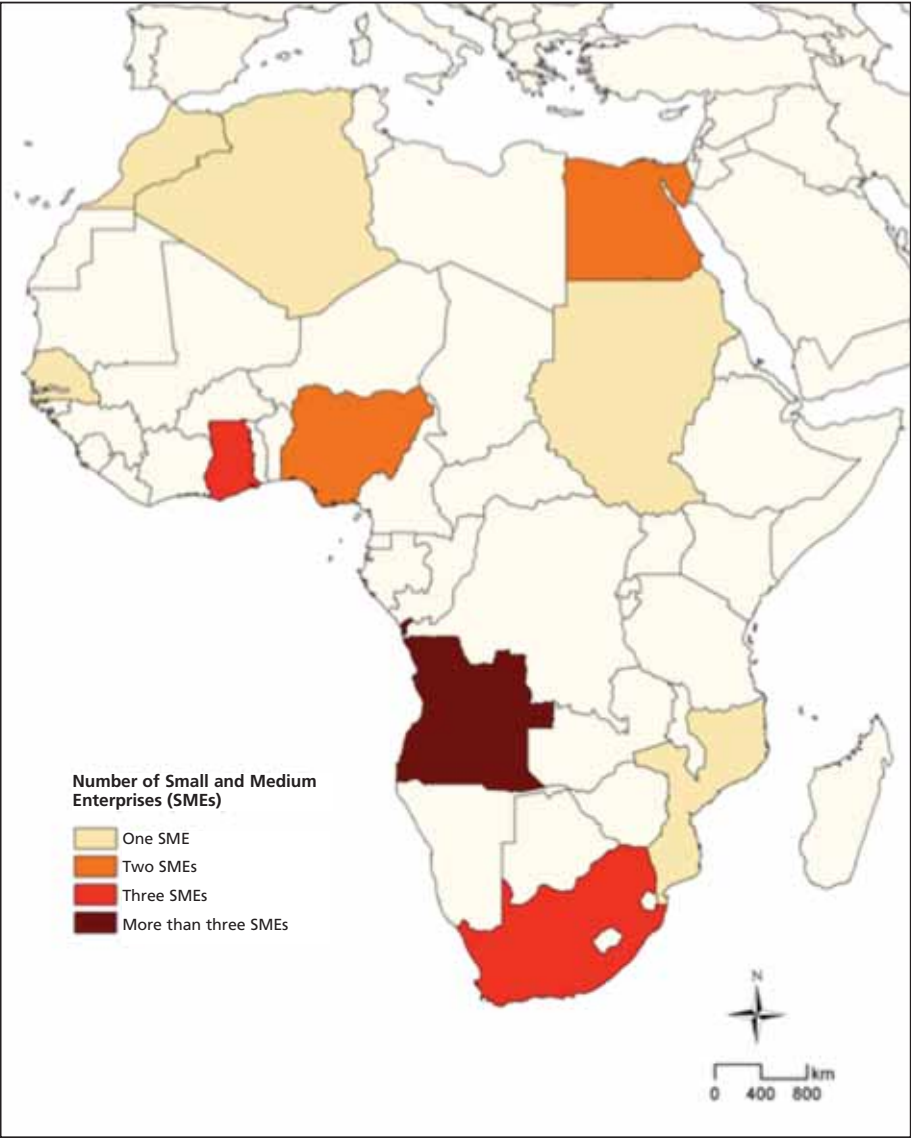 Number of Small and Medium
Enterprises (SMEs)
One SME
Two SMEs
Three SMEs
More than three SMEs
N
km
0 400 800